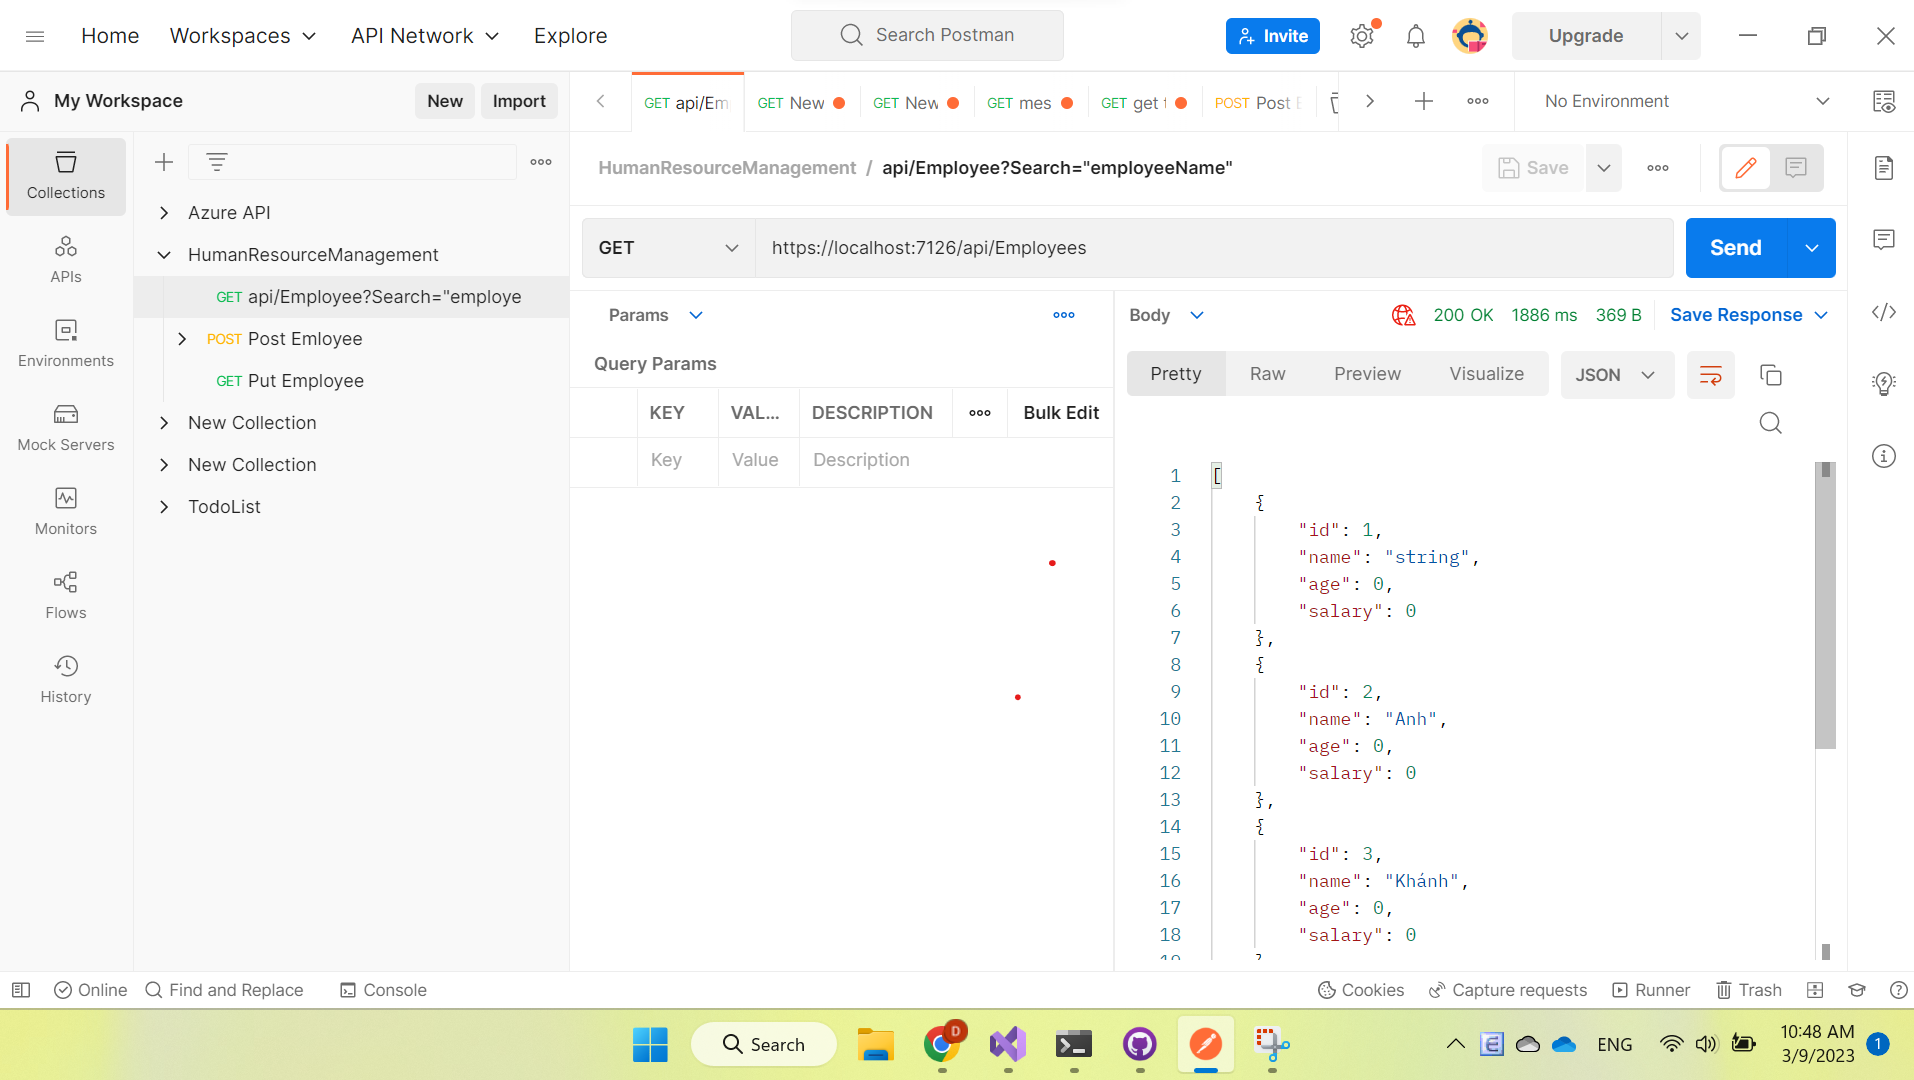 Home Workspaces API Network Explore Search Postman Invite Upgrade
My Workspace New Import GET api/Em GET New GET New GET mes GET get POST Post No Environment
HumanResourceManagement / api/Employee?Search="employeeName" Save
Collections
APIs
Environments
Mock Servers
Monitors
Flows
History
Azure API
HumanResourceManagement
GET api/Employee?Search="employe
POST Post Emloyee
GET Put Employee
New Collection
New Collection
TodoList
GET https://localhost:7126/api/Employees Send
Params
Query Params
KEY VAL... DESCRIPTION Bulk Edit
Key Value Description
Body 200 OK 1886 ms 369 B Save Response
Pretty Raw Preview Visualize JSON
1 [
2 {
3 "id": 1,
4 "name": "string",
5 "age": 0,
6 "salary": 0
7 },
8 {
9 "id": 2,
10 "name": "Anh",
11 "age": 0,
12 "salary": 0
13 },
14 {
15 "id": 3,
16 "name": "Khánh",
17 "age": 0,
18 "salary": 0
Online Find and Replace Console Cookies Capture requests Runner Trash
Search D ENG 10:48 AM 1
3/9/2023